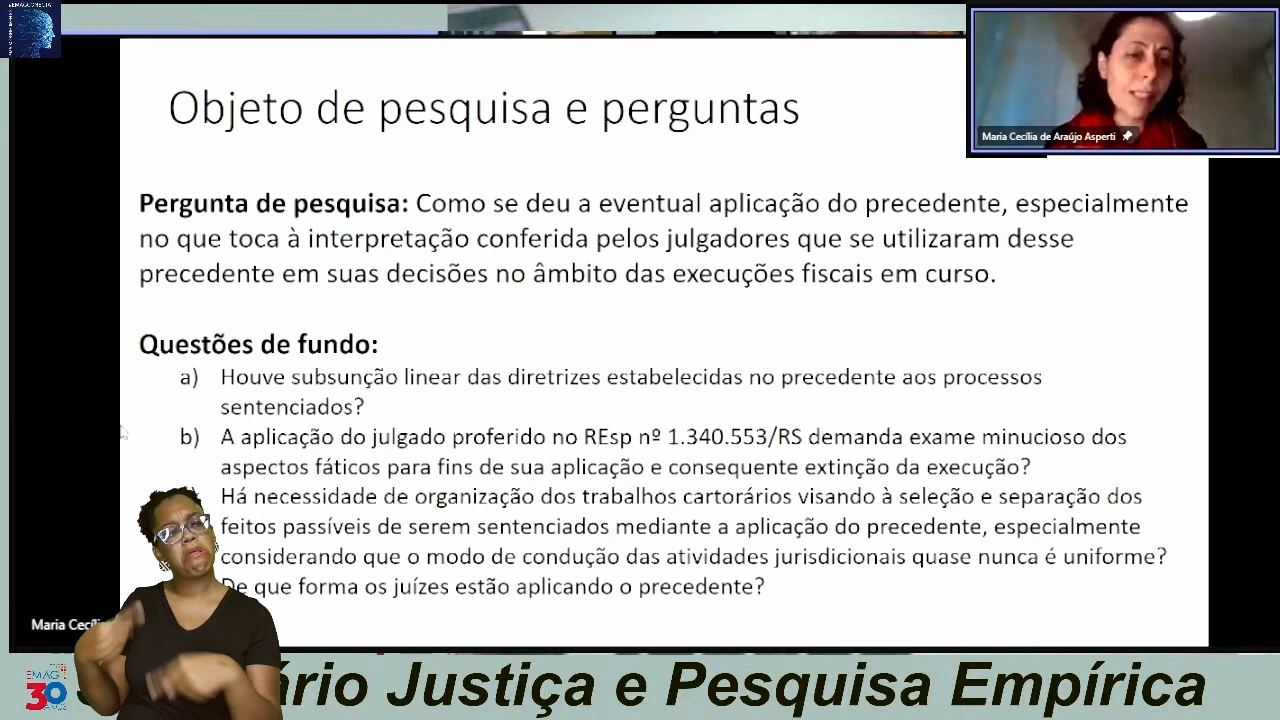 #EMAGCONECTA
Objeto de pesquisa e perguntas
Maria Cecília de Araújo Asperti
Pergunta de pesquisa: Como se deu a eventual aplicação do precedente, especialmente
no que toca à interpretação conferida pelos julgadores que se utilizaram desse
precedente em suas decisões no âmbito das execuções fiscais em curso.
Questões de fundo:
a) Houve subsunção linear das diretrizes estabelecidas no precedente aos processos
sentenciados?
b) A aplicação do julgado proferido no REsp nº 1.340.553/RS demanda exame minucioso dos
aspectos fáticos para fins de sua aplicação e consequente extinção da execução?
Há necessidade de organização dos trabalhos cartorários visando à seleção e separação dos
feitos passíveis de serem sentenciados mediante a aplicação do precedente, especialmente
considerando que o modo de condução das atividades jurisdicionais quase nunca é uniforme?
De que forma os juízes estão aplicando o precedente?
Maria Cecíli
EMAG
30
ANOS
ário Justiça e Pesquisa Empírica